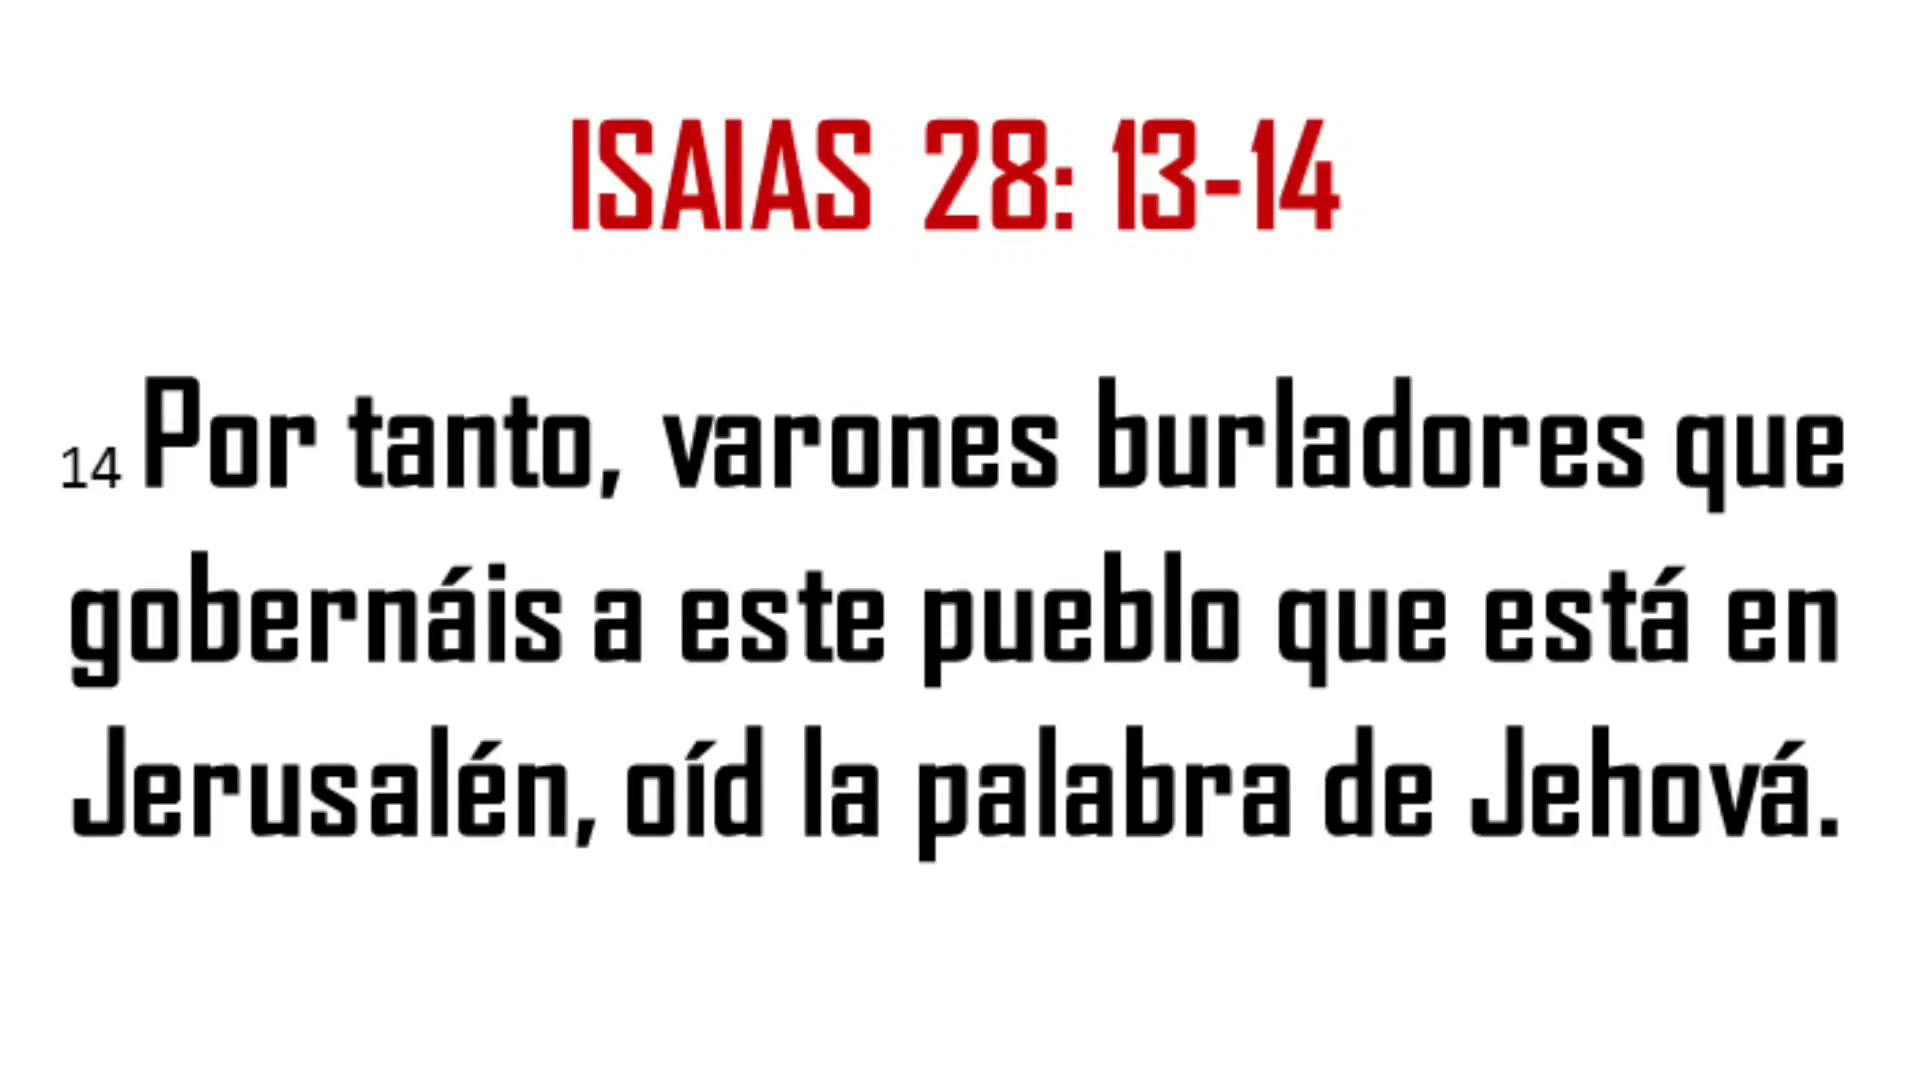 ISAIAS 28: 13-14
14 Por tanto, varones burladores que
gobernáis a este pueblo que está en
Jerusalén, oíd la palabra de Jehová.